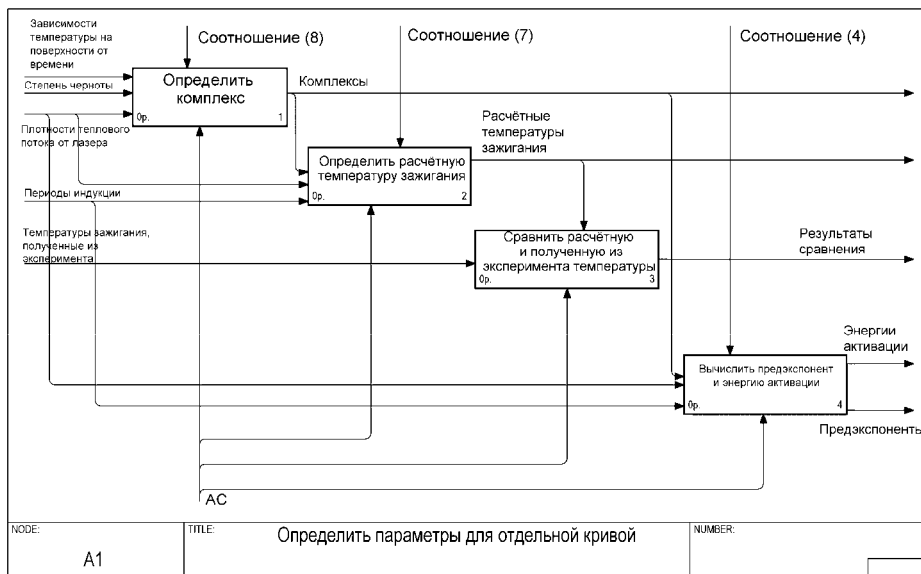 Зависимости
температуры на
поверхности от
времени
Соотношение (8)
Соотношение (7)
Соотношение (4)
Степень черноты
Определить
комплекс
0р.
1
Комплексы
Плотности теплового
потока от лазера
Расчётные
температуры
зажигания
Определить расчётную
температуру зажигания
0р.
2
Периоды индукции
Температуры зажигания,
полученные из
эксперимента
Сравнить расчётную
и полученную из
эксперимента температуры
0р.
3
Результаты
сравнения
Энергии
активации
Вычислить предэкспонент
и энергию активации
0р.
4
Предэкспоненты
АС
NODE:
A1
TITLE:
Определить параметры для отдельной кривой
NUMBER: